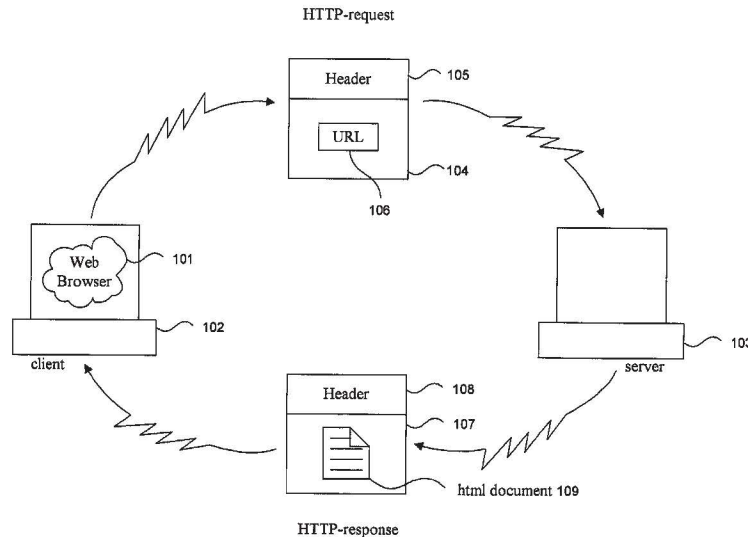 HTTP-request
Header
105
URL
104
106
Web
Browser
101
102
client
103
server
Header
108
107
html document 109
HTTP-response